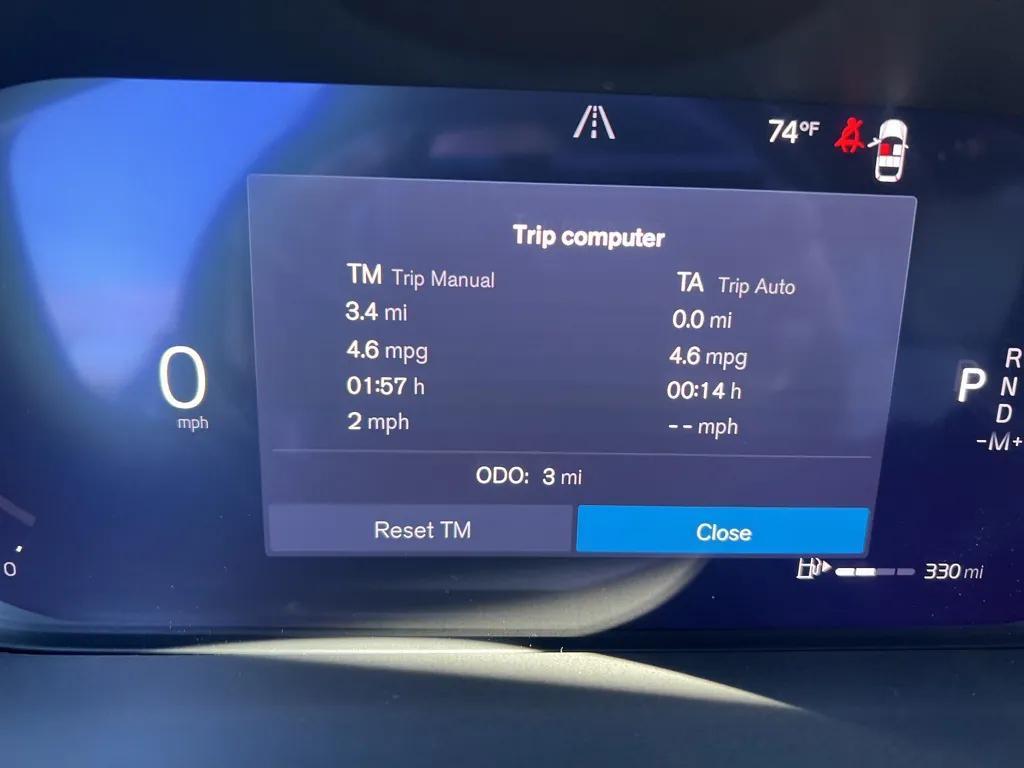 74°F
Trip computer
TM Trip Manual
3.4 mi
4.6 mpg
01:57 h
2 mph
TA Trip Auto
0.0 mi
4.6 mpg
00:14 h
-- mph
ODO: 3 mi
Reset TM
Close
0
mph
P
R
N
D
-M+
0
330 mi